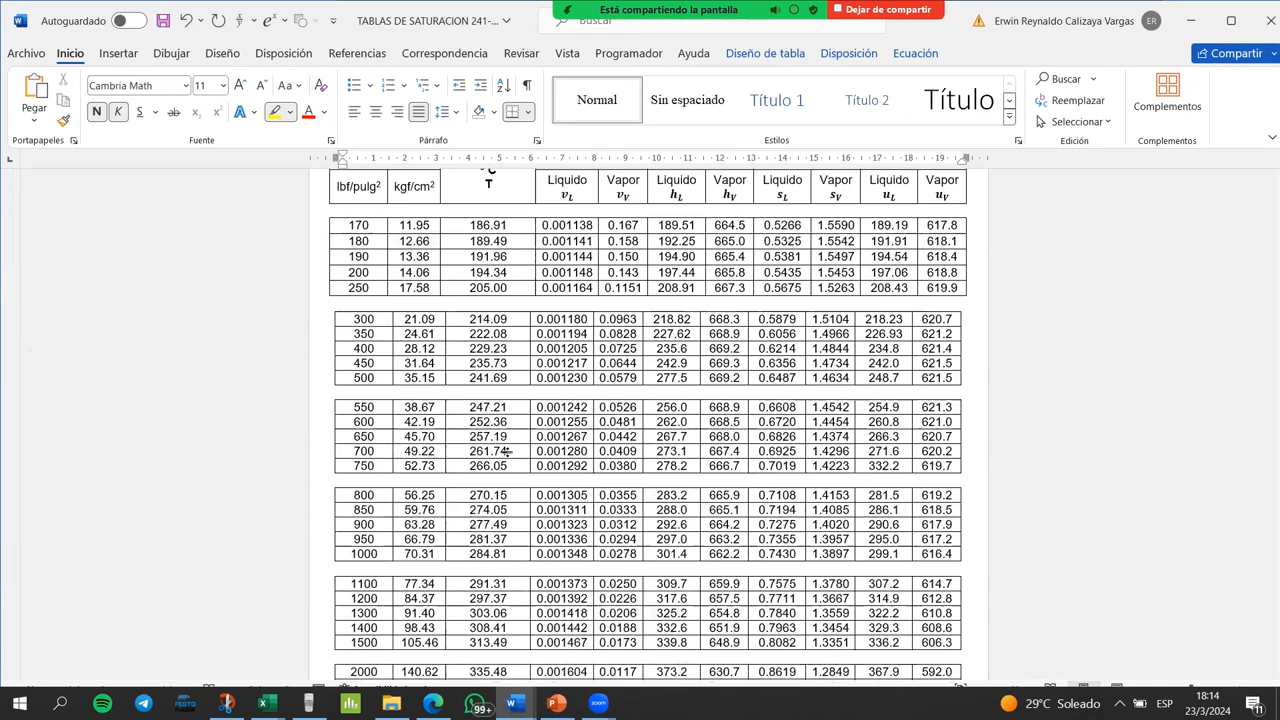 Autoguardado
TABLAS DE SATURACION 241-...
Está compartiendo la pantalla
Dejar de compartir
Buscar
Erwin Reynaldo Calizaya Vargas
ER
Archivo Inicio Insertar Dibujar Diseño Disposición Referencias Correspondencia Revisar Vista Programador Ayuda Diseño de tabla Disposición Ecuación Compartir
Pegar
Cambria Math 11
N K S ab x₂ x²
Normal
Sin espaciado
Título 1
Título 2
Título
Buscar
Reemplazar
Seleccionar
Complementos
Portapapeles Fuente Párrafo Estilos Edición Complementos
1 2 3 4 5 6 7 8 9 10 11 12 13 14 15 16 17 18 19
lbf/pulg² kgf/cm² °C T Liquido v_L Vapor v_V Liquido h_L Vapor h_V Liquido s_L Vapor s_V Liquido u_L Vapor u_V
170 11.95 186.91 0.001138 0.167 189.51 664.5 0.5266 1.5590 189.19 617.8
180 12.66 189.49 0.001141 0.158 192.25 665.0 0.5325 1.5542 191.91 618.1
190 13.36 191.96 0.001144 0.150 194.90 665.4 0.5381 1.5497 194.54 618.4
200 14.06 194.34 0.001148 0.143 197.44 665.8 0.5435 1.5453 197.06 618.8
250 17.58 205.00 0.001164 0.1151 208.91 667.3 0.5675 1.5263 208.43 619.9
300 21.09 214.09 0.001180 0.0963 218.82 668.3 0.5879 1.5104 218.23 620.7
350 24.61 222.08 0.001194 0.0828 227.62 668.9 0.6056 1.4966 226.93 621.2
400 28.12 229.23 0.001205 0.0725 235.6 669.2 0.6214 1.4844 234.8 621.4
450 31.64 235.73 0.001217 0.0644 242.9 669.3 0.6356 1.4734 242.0 621.5
500 35.15 241.69 0.001230 0.0579 277.5 669.2 0.6487 1.4634 248.7 621.5
550 38.67 247.21 0.001242 0.0526 256.0 668.9 0.6608 1.4542 254.9 621.3
600 42.19 252.36 0.001255 0.0481 262.0 668.5 0.6720 1.4454 260.8 621.0
650 45.70 257.19 0.001267 0.0442 267.7 668.0 0.6826 1.4374 266.3 620.7
700 49.22 261.74 0.001280 0.0409 273.1 667.4 0.6925 1.4296 271.6 620.2
750 52.73 266.05 0.001292 0.0380 278.2 666.7 0.7019 1.4223 332.2 619.7
800 56.25 270.15 0.001305 0.0355 283.2 665.9 0.7108 1.4153 281.5 619.2
850 59.76 274.05 0.001311 0.0333 288.0 665.1 0.7194 1.4085 286.1 618.5
900 63.28 277.49 0.001323 0.0312 292.6 664.2 0.7275 1.4020 290.6 617.9
950 66.79 281.37 0.001336 0.0294 297.0 663.2 0.7355 1.3957 295.0 617.2
1000 70.31 284.81 0.001348 0.0278 301.4 662.2 0.7430 1.3897 299.1 616.4
1100 77.34 291.31 0.001373 0.0250 309.7 659.9 0.7575 1.3780 307.2 614.7
1200 84.37 297.37 0.001392 0.0226 317.6 657.5 0.7711 1.3667 314.9 612.8
1300 91.40 303.06 0.001418 0.0206 325.2 654.8 0.7840 1.3559 322.2 610.8
1400 98.43 308.41 0.001442 0.0188 332.6 651.9 0.7963 1.3454 329.3 608.6
1500 105.46 313.49 0.001467 0.0173 339.8 648.9 0.8082 1.3351 336.2 606.3
2000 140.62 335.48 0.001604 0.0117 373.2 630.7 0.8619 1.2849 367.9 592.0
FESTO
99+
zoom
29°C Soleado
ESP
18:14
23/3/2024
11